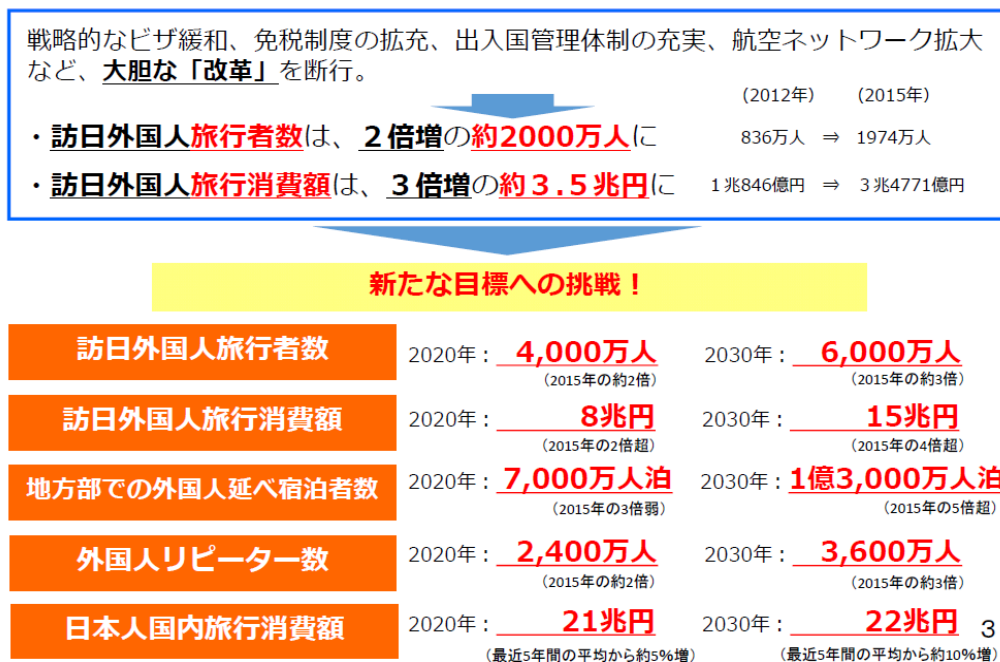 戦略的なビザ緩和、免税制度の拡充、出入国管理体制の充実、航空ネットワーク拡大
など、大胆な「改革」を断行。
(2012年) (2015年)
・訪日外国人旅行者数は、２倍増の約2000万人に 836万人 ⇒ 1974万人
・訪日外国人旅行消費額は、３倍増の約３.５兆円に 1兆846億円 ⇒ 3兆4771億円
新たな目標への挑戦！
訪日外国人旅行者数 2020年： 4,000万人 2030年： 6,000万人
(2015年の約2倍) (2015年の約3倍)
訪日外国人旅行消費額 2020年： 8兆円 2030年： 15兆円
(2015年の2倍超) (2015年の4倍超)
地方部での外国人延べ宿泊者数 2020年： 7,000万人泊 2030年： 1億3,000万人泊
(2015年の3倍弱) (2015年の5倍超)
外国人リピーター数 2020年： 2,400万人 2030年： 3,600万人
(2015年の約2倍) (2015年の約3倍)
日本人国内旅行消費額 2020年： 21兆円 2030年： 22兆円 3
(最近5年間の平均から約5%増) (最近5年間の平均から約10%増)